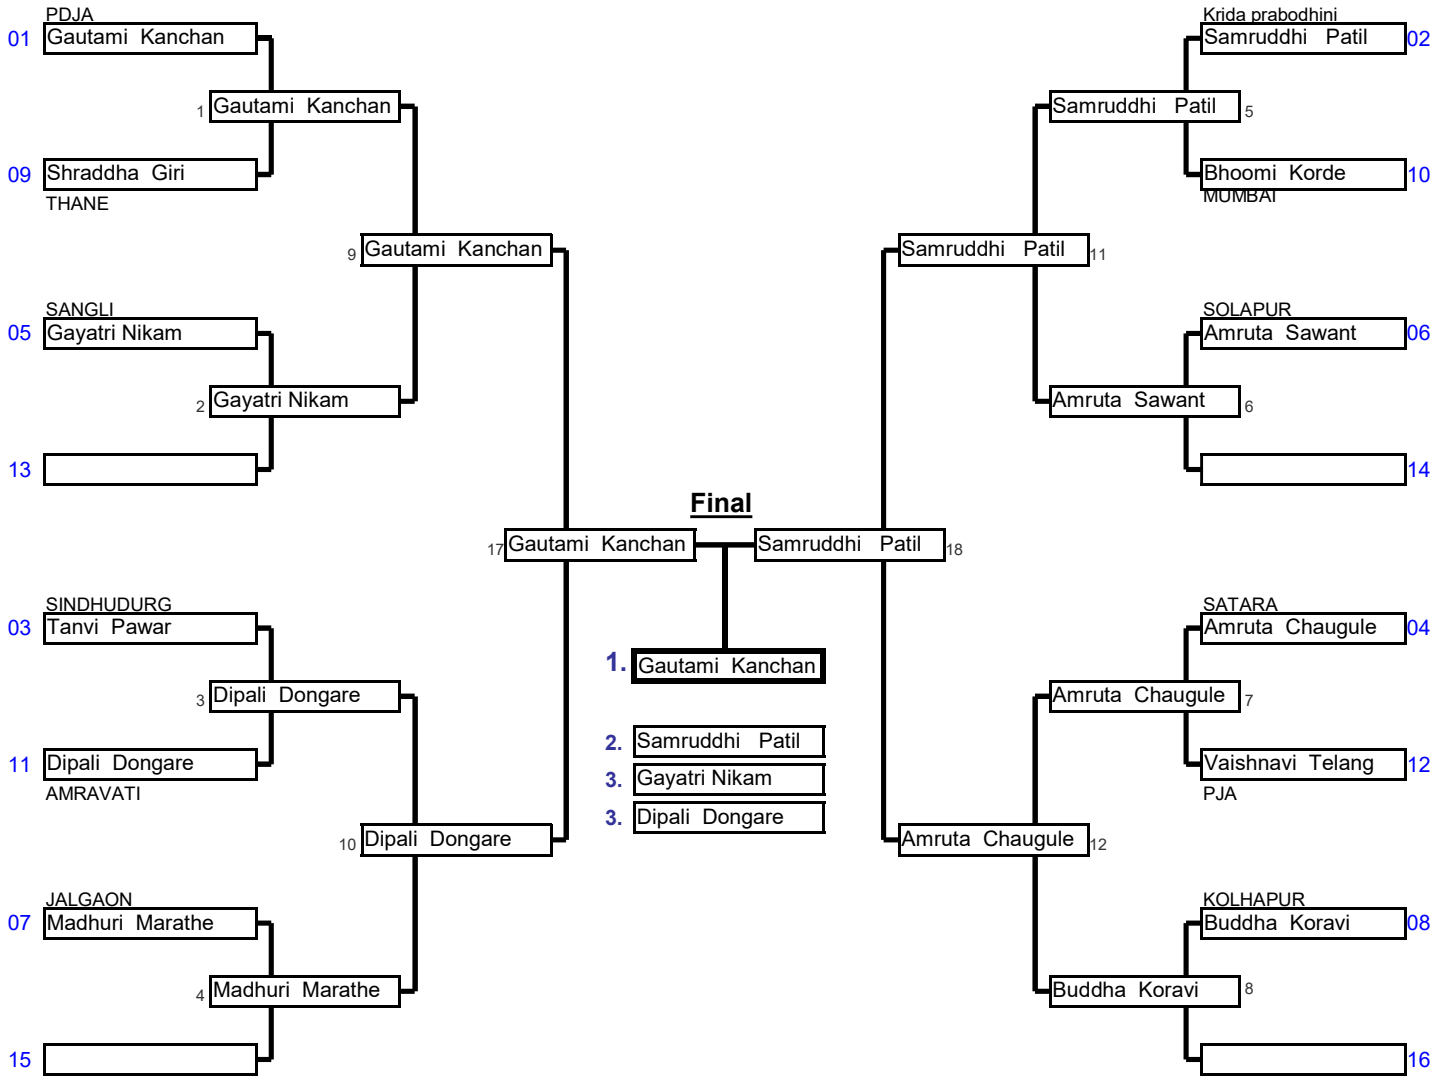 PDJA
01 Gautami Kanchan
1 Gautami Kanchan
09 Shraddha Giri
THANE
9 Gautami Kanchan
SANGLI
05 Gayatri Nikam
2 Gayatri Nikam
13
17 Gautami Kanchan
SINDHUDURG
03 Tanvi Pawar
3 Dipali Dongare
11 Dipali Dongare
AMRAVATI
10 Dipali Dongare
JALGAON
07 Madhuri Marathe
4 Madhuri Marathe
15
Final
1. Gautami Kanchan
2. Samruddhi Patil
3. Gayatri Nikam
3. Dipali Dongare
Krida prabodhini
Samruddhi Patil 02
Samruddhi Patil 5
Bhoomi Korde 10
MUMBAI
Samruddhi Patil 11
SOLAPUR
Amruta Sawant 06
Amruta Sawant 6
14
Samruddhi Patil 18
SATARA
Amruta Chaugule 04
Amruta Chaugule 7
Vaishnavi Telang 12
PJA
Amruta Chaugule 12
KOLHAPUR
Buddha Koravi 08
Buddha Koravi 8
16